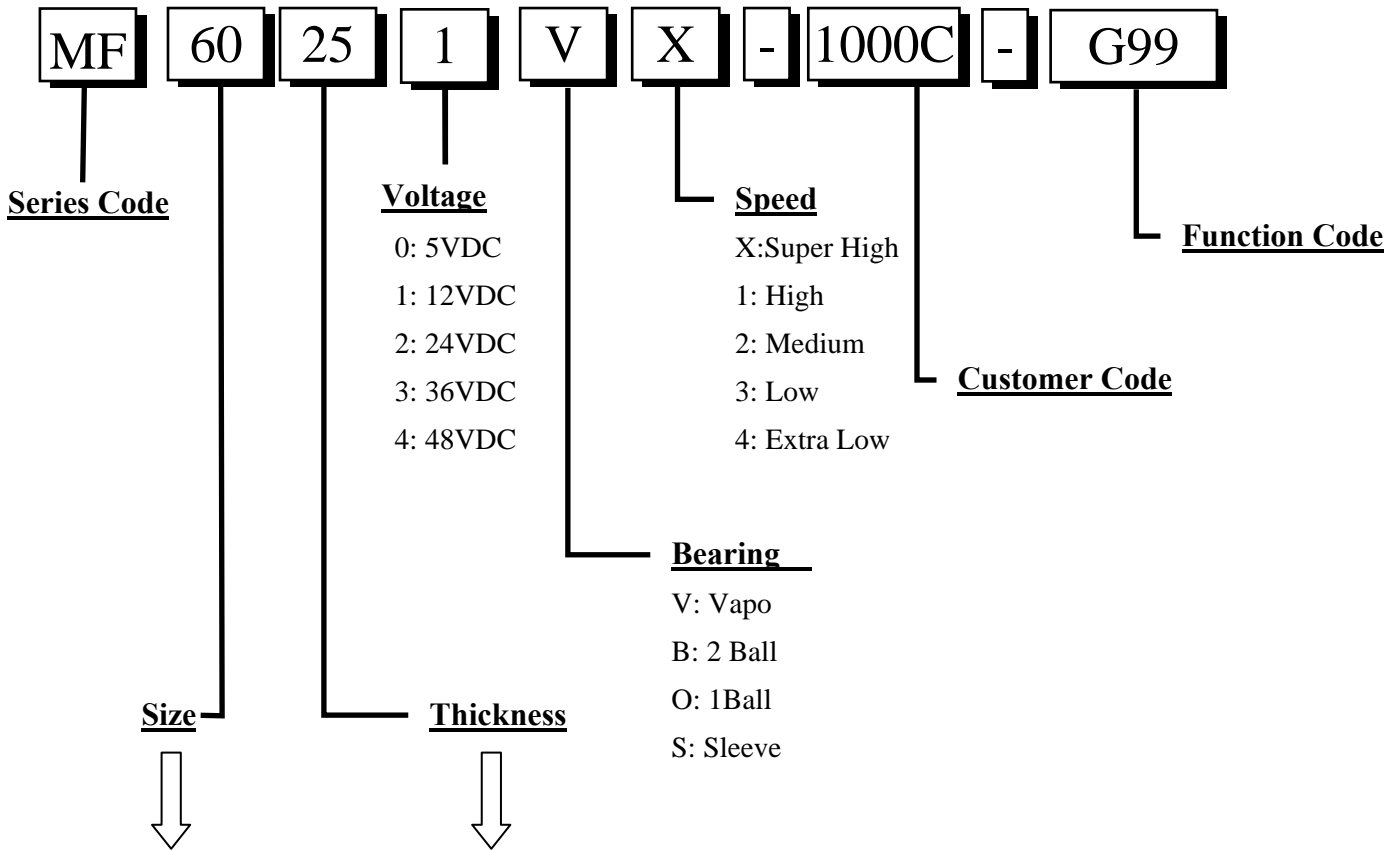 MF 60 25 1 V X - 1000C - G99
Series Code
Voltage
0: 5VDC
1: 12VDC
2: 24VDC
3: 36VDC
4: 48VDC
Speed
X:Super High
1: High
2: Medium
3: Low
4: Extra Low
Function Code
Customer Code
Bearing
V: Vapo
B: 2 Ball
O: 1Ball
S: Sleeve
Size
Thickness